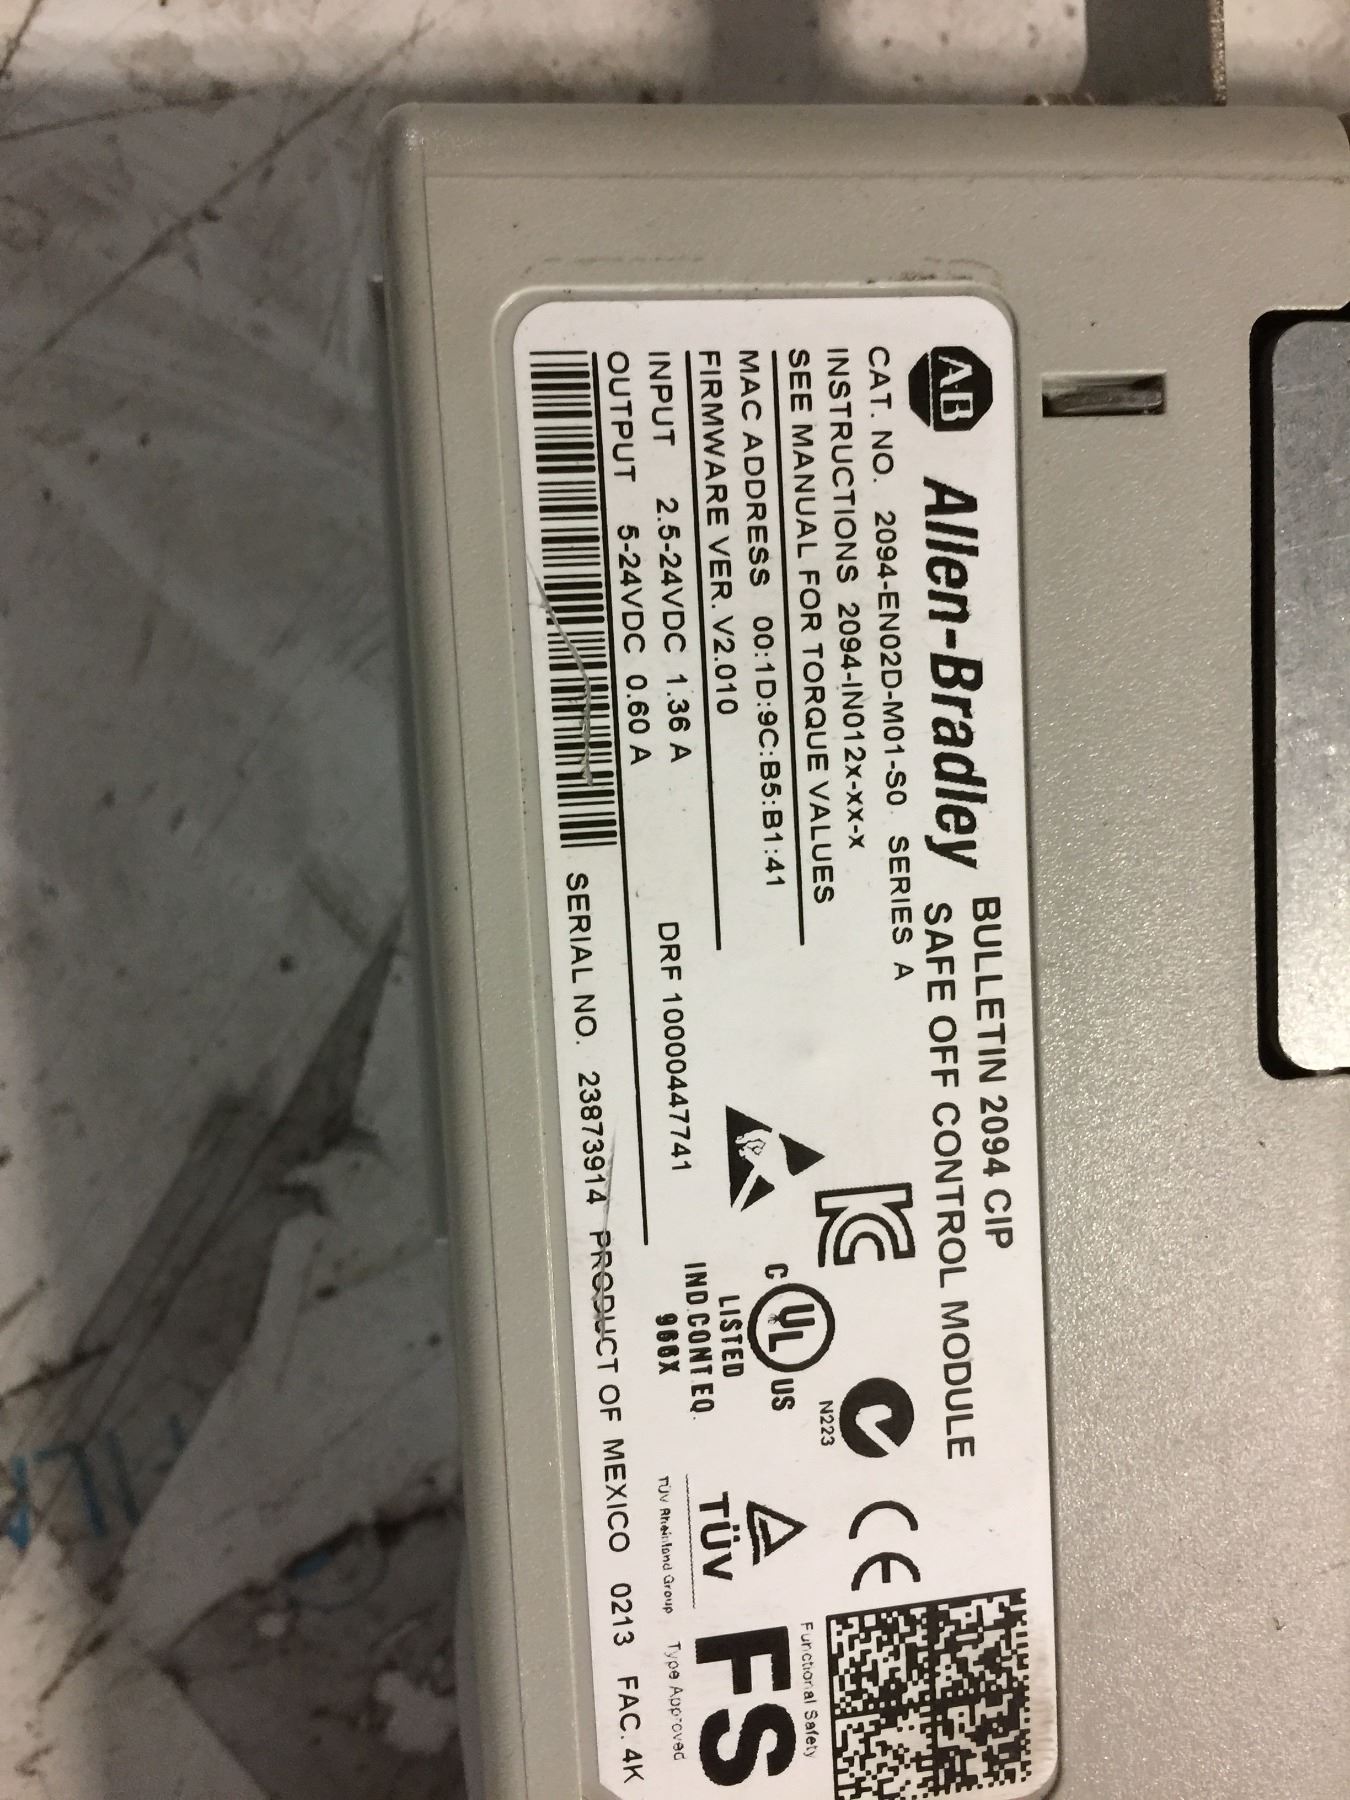 AB Allen-Bradley
BULLETIN 2094 CIP
SAFE OFF CONTROL MODULE
CAT. NO. 2094-EN02D-M01-S0 SERIES A
INSTRUCTIONS 2094-IN012x-xx-x
SEE MANUAL FOR TORQUE VALUES
MAC ADDRESS 00:1D:9C:B5:B1:41
FIRMWARE VER. V2.010
INPUT 2.5-24VDC 1.36 A
OUTPUT 5-24VDC 0.60 A
DRF 1000047741
SERIAL NO. 23873914 PRODUCT OF MEXICO 0213 FAC. 4K
C UL US
LISTED
IND.CONT.EQ.
966X
N223
CE
TÜV
TÜV Rheinland Group
Functional Safety
FS
Type Approved